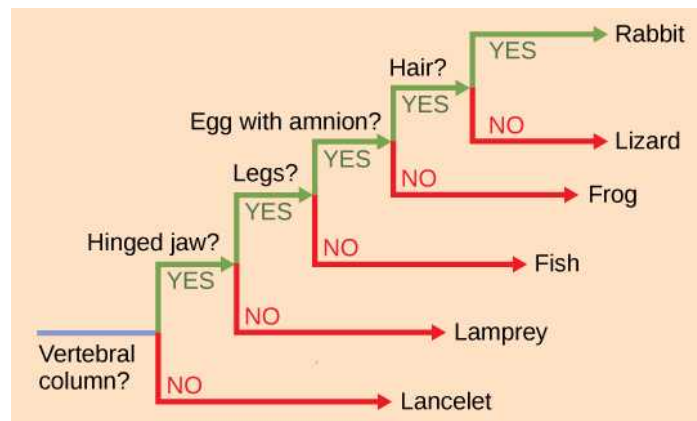 Rabbit
YES
Hair?
YES
NO
Lizard
Egg with amnion?
YES
NO
Frog
Legs?
YES
NO
Fish
Hinged jaw?
YES
NO
Lamprey
Vertebral
column?
NO
Lancelet